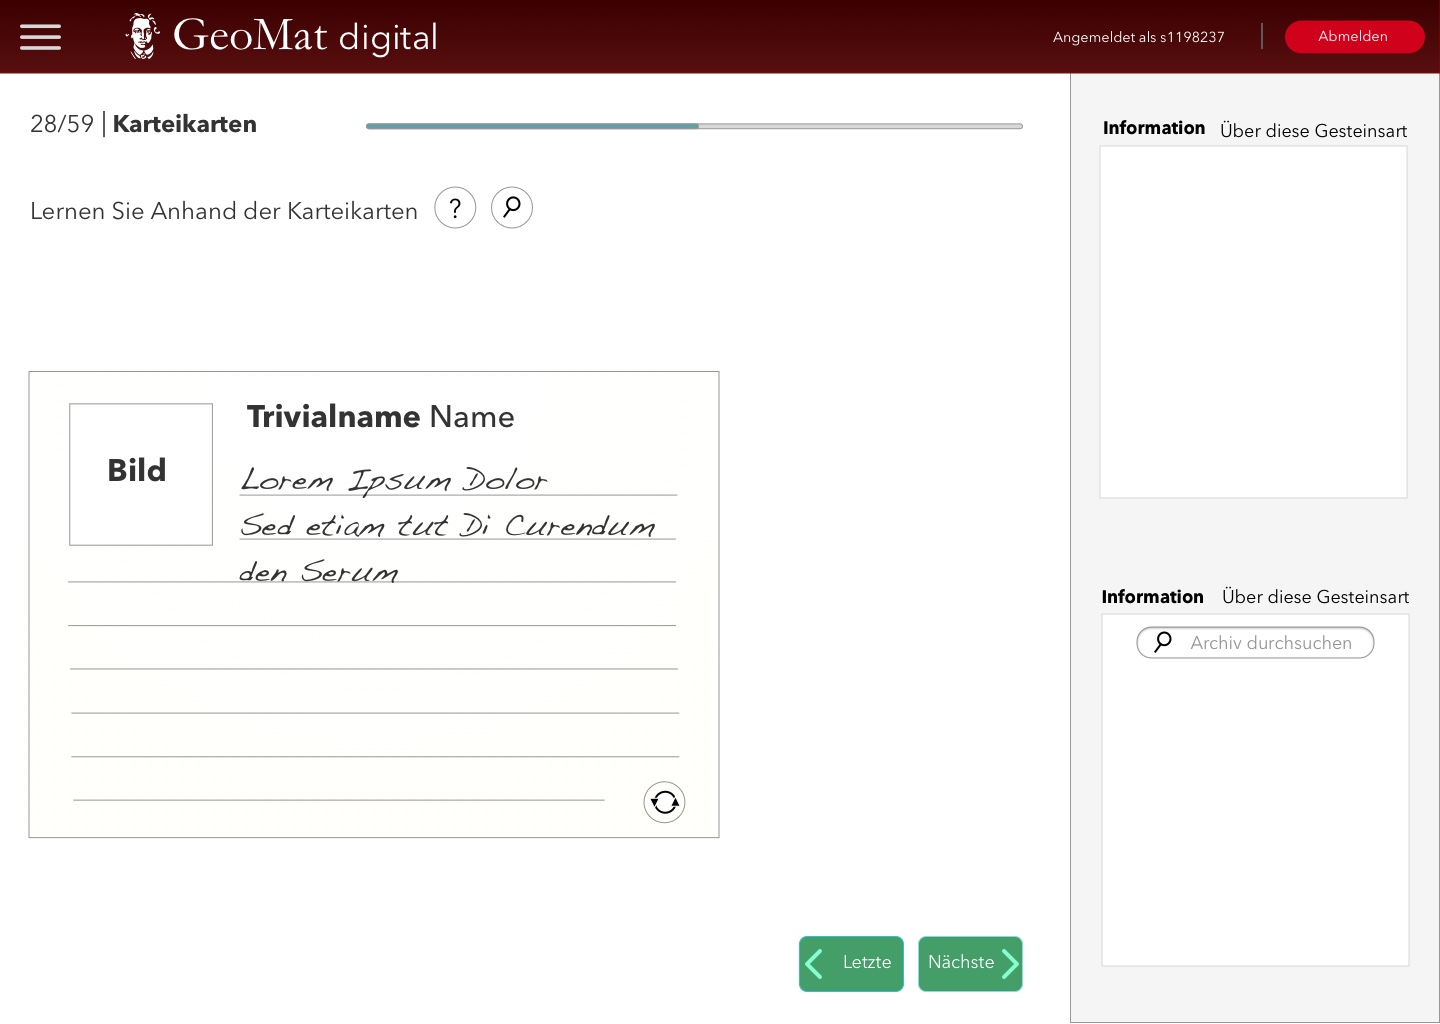 GeoMat digital
Angemeldet als s1198237
Abmelden
28/59 | Karteikarten
Lernen Sie Anhand der Karteikarten ?
Bild
Trivialname Name
Lorem Ipsum Dolor
Sed etiam tut Di Curendum
den Serum
Letzte
Nächste
Information Über diese Gesteinsart
Information Über diese Gesteinsart
Archiv durchsuchen